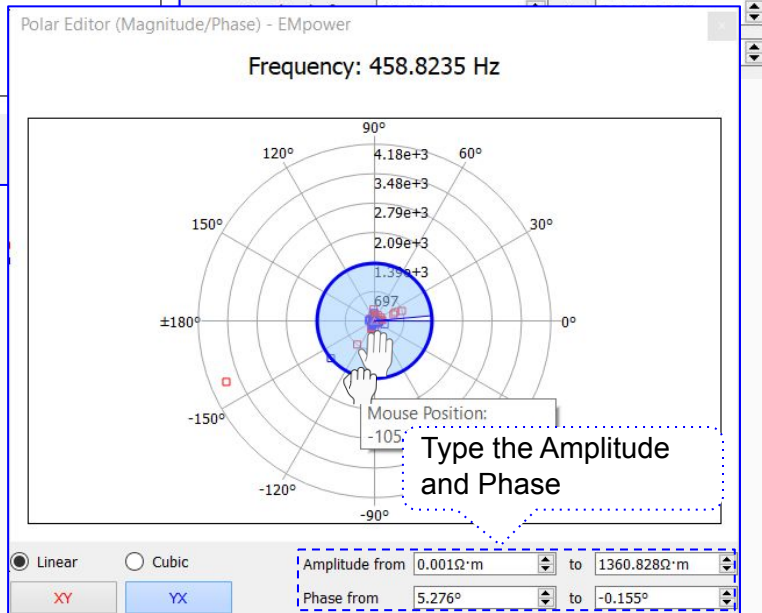 Polar Editor (Magnitude/Phase) - EMpower
Frequency: 458.8235 Hz
90°
120°
4.18e+3
60°
3.48e+3
150°
2.79e+3
30°
2.09e+3
1.39e+3
697
±180°
0°
Mouse Position:
-150°
-105
Type the Amplitude
and Phase
-120°
-90°
Linear
Cubic
Amplitude from 0.001Ω·m to 1360.828Ω·m
XY
YX
Phase from 5.276° to -0.155°